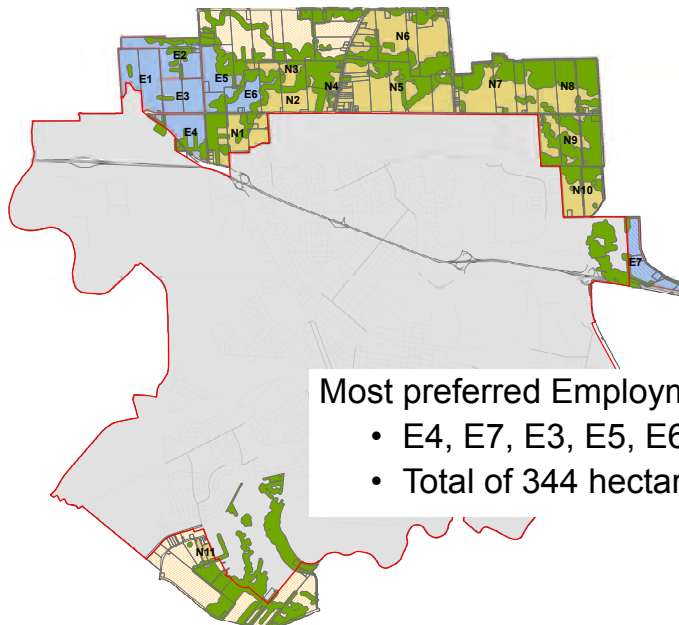 N6
E2
E1
E5
N3
N4
N7
N8
E3
E6
N2
N5
E4
N1
N9
N10
E7
Most preferred Employm
• E4, E7, E3, E5, E6
• Total of 344 hectar
N11